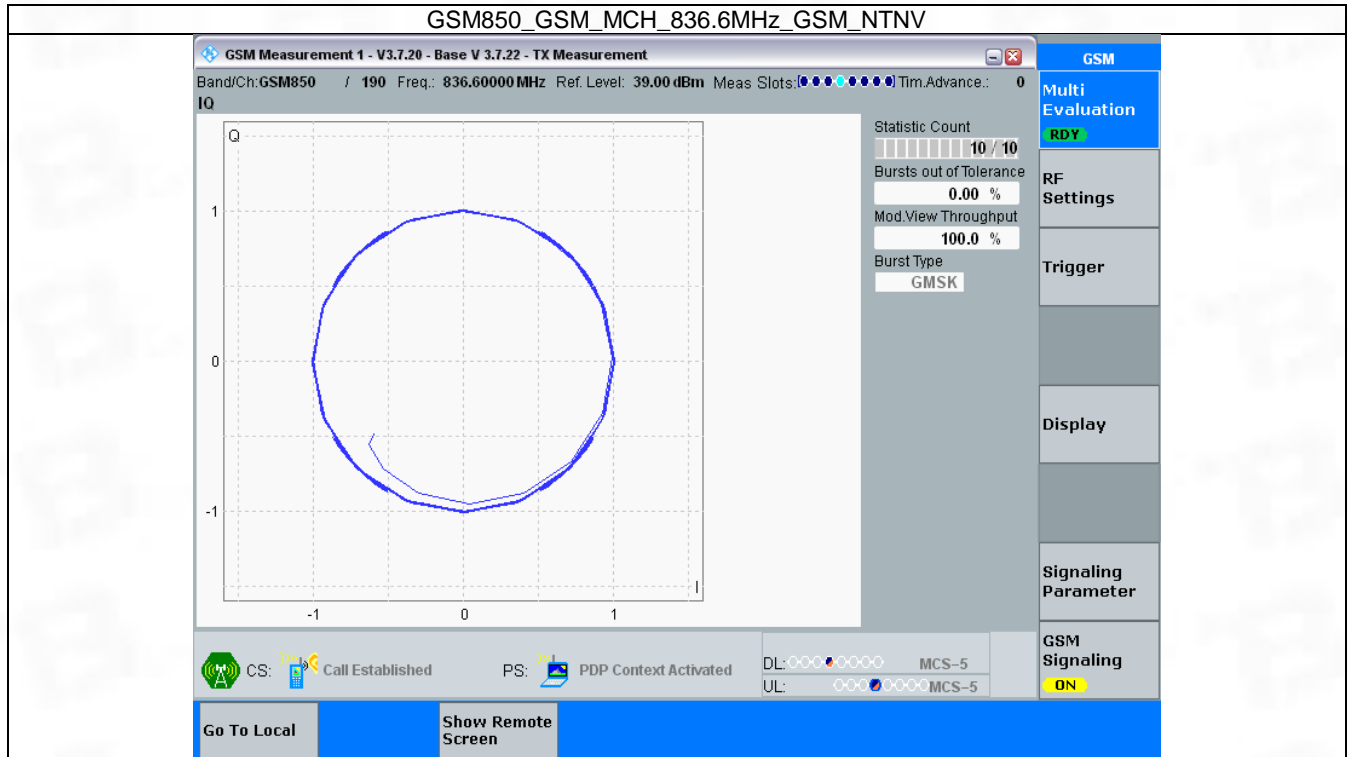 GSM850_GSM_MCH_836.6MHz_GSM_NTNV
GSM Measurement 1 - V3.7.20 - Base V 3.7.22 - TX Measurement
GSM
Band/Ch:GSM850 / 190 Freq.: 836.60000 MHz Ref. Level: 39.00 dBm Meas Slots: Tim.Advance.: 0
IQ
Multi
Evaluation
RDY
Q
Statistic Count
10 / 10
Bursts out of Tolerance
0.00 %
RF
Settings
Mod.View Throughput
100.0 %
1
Burst Type
GMSK
Trigger
0
Display
-1
I
-1 0 1
Signaling
Parameter
GSM
Signaling
ON
CS: Call Established PS: PDP Context Activated DL: MCS-5
UL: MCS-5
Go To Local
Show Remote
Screen